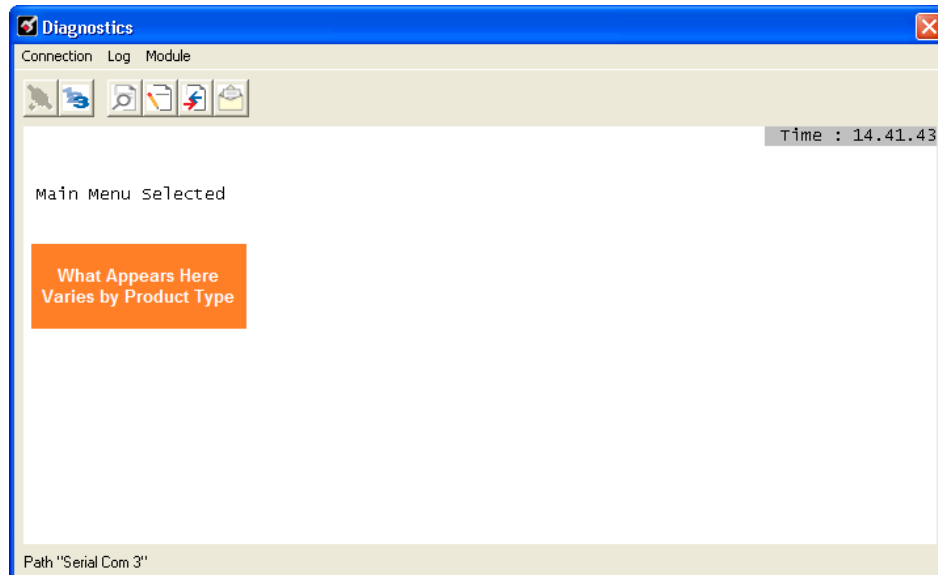 Diagnostics
Connection Log Module
Time : 14.41.43
Main Menu Selected
What Appears Here
Varies by Product Type
Path "Serial Com 3"